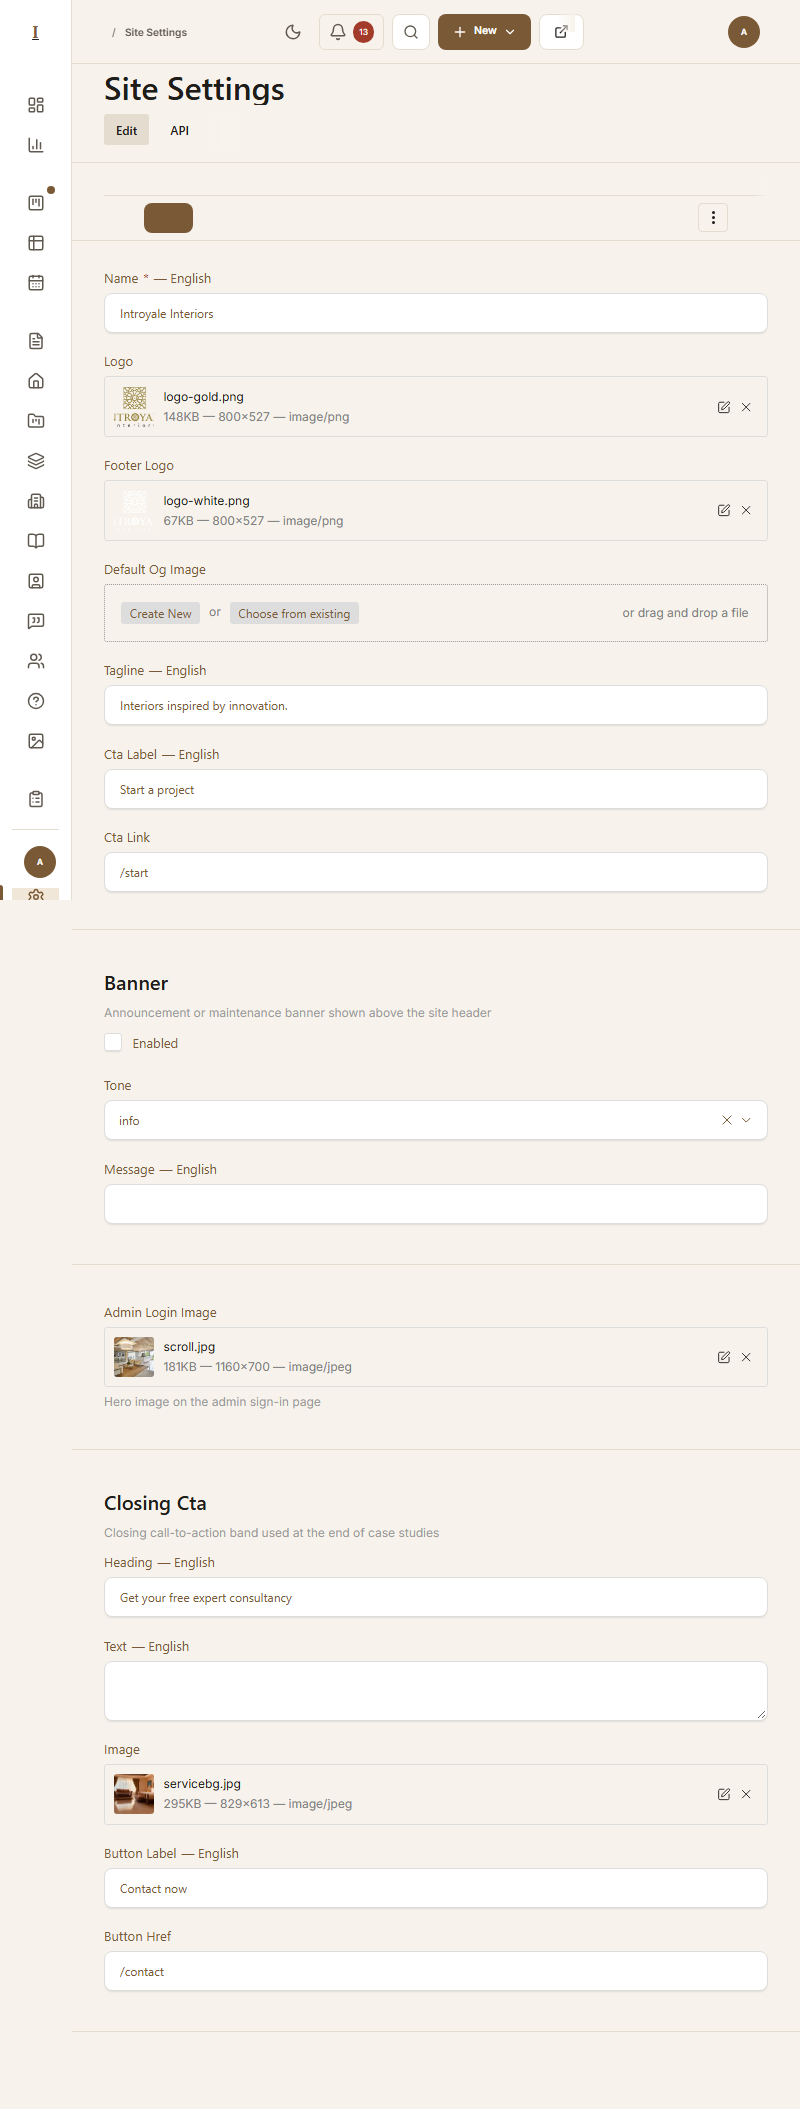 I
/ Site Settings
13
New
A
Site Settings
Edit
API
Name * — English
Introyale Interiors
Logo
logo-gold.png
148KB — 800×527 — image/png
Footer Logo
logo-white.png
67KB — 800×527 — image/png
Default Og Image
Create New or Choose from existing or drag and drop a file
Tagline — English
Interiors inspired by innovation.
Cta Label — English
Start a project
Cta Link
/start
A
Banner
Announcement or maintenance banner shown above the site header
Enabled
Tone
info
Message — English
Admin Login Image
scroll.jpg
181KB — 1160×700 — image/jpeg
Hero image on the admin sign-in page
Closing Cta
Closing call-to-action band used at the end of case studies
Heading — English
Get your free expert consultancy
Text — English
Image
servicebg.jpg
295KB — 829×613 — image/jpeg
Button Label — English
Contact now
Button Href
/contact